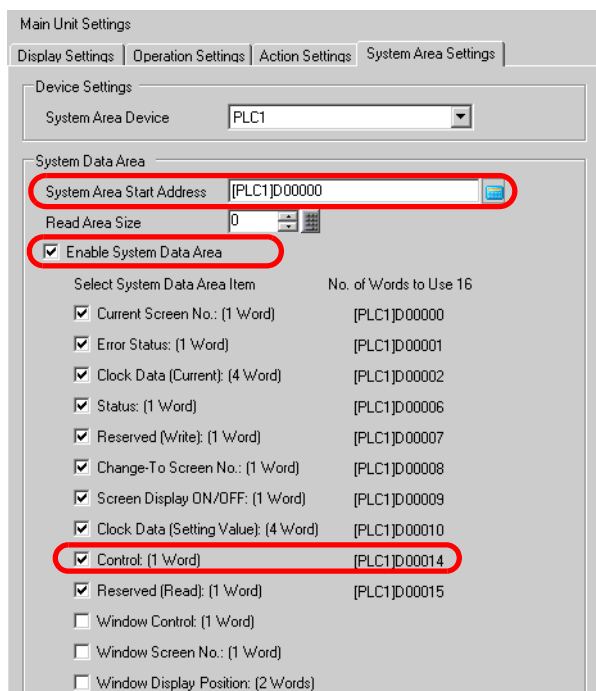 Main Unit Settings
Display Settings Operation Settings Action Settings System Area Settings
Device Settings
System Area Device PLC1
System Data Area
System Area Start Address [PLC1]D00000
Read Area Size 0
Enable System Data Area
Select System Data Area Item No. of Words to Use 16
Current Screen No.: (1 Word) [PLC1]D00000
Error Status: (1 Word) [PLC1]D00001
Clock Data (Current): (4 Word) [PLC1]D00002
Status: (1 Word) [PLC1]D00006
Reserved (Write): (1 Word) [PLC1]D00007
Change-To Screen No.: (1 Word) [PLC1]D00008
Screen Display ON/OFF: (1 Word) [PLC1]D00009
Clock Data (Setting Value): (4 Word) [PLC1]D00010
Control: (1 Word) [PLC1]D00014
Reserved (Read): (1 Word) [PLC1]D00015
Window Control: (1 Word)
Window Screen No.: (1 Word)
Window Display Position: (2 Words)